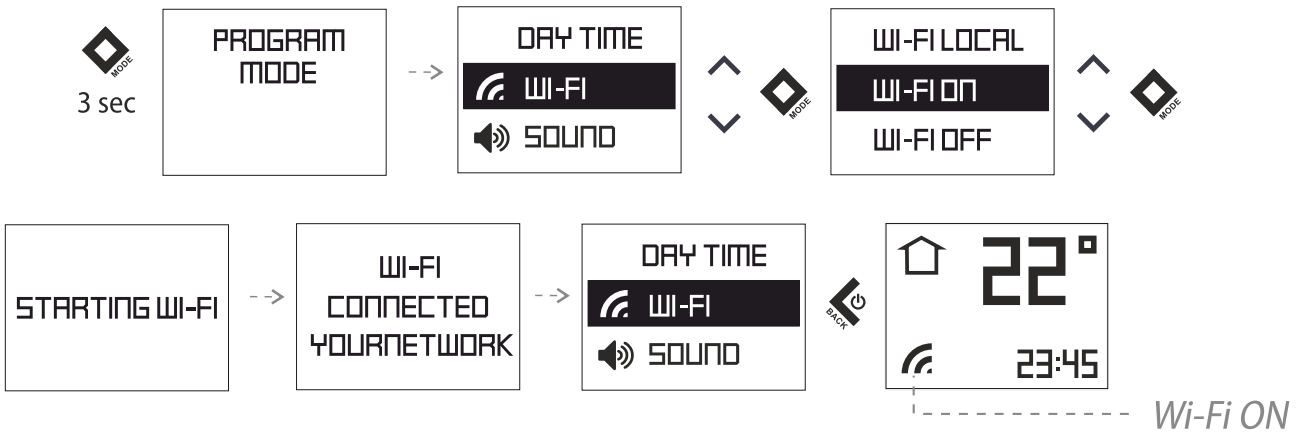 MODE
3 sec
PROGRAM
MODE
DAY TIME
WI-FI
SOUND
MODE
WI-FI LOCAL
WI-FI ON
WI-FI OFF
MODE
STARTING WI-FI
WI-FI
CONNECTED
YOURNETWORK
DAY TIME
WI-FI
SOUND
BACK
22°
23:45
Wi-Fi ON